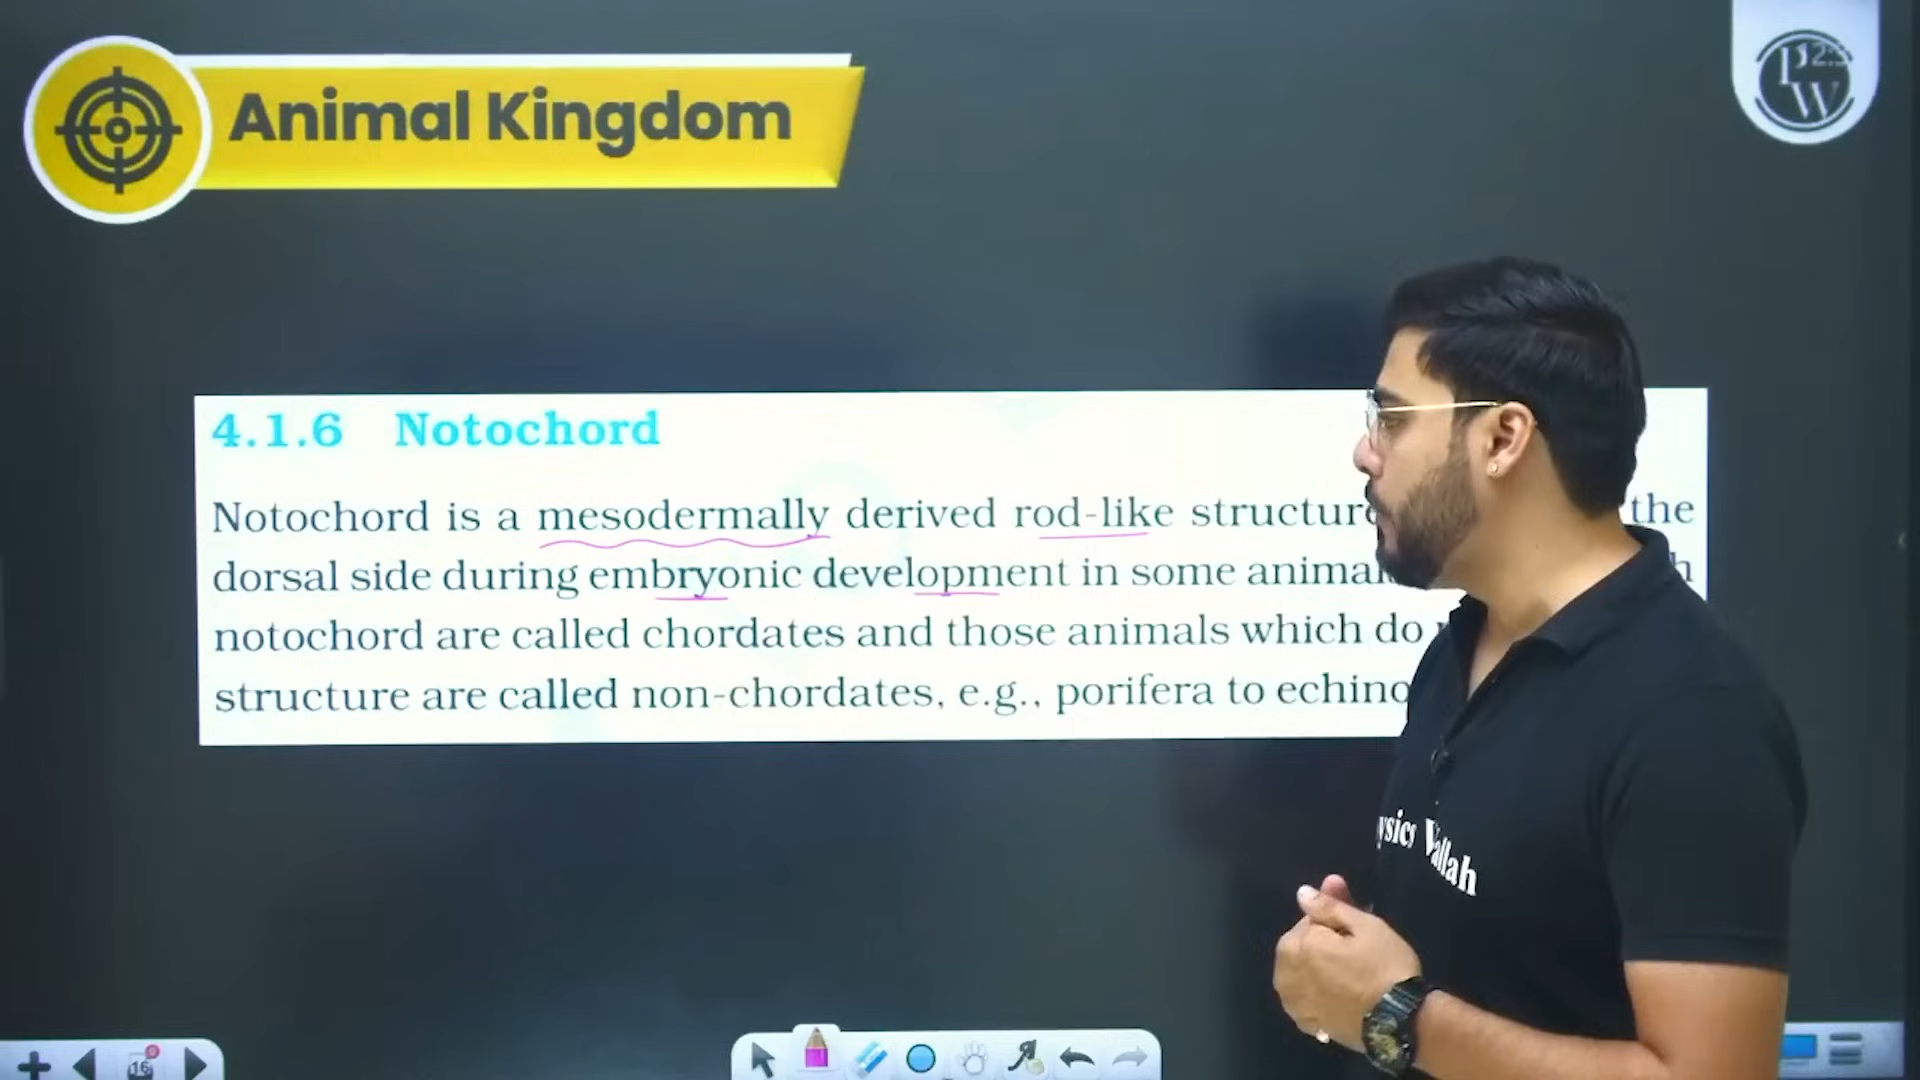 Animal Kingdom
PW
4.1.6 Notochord
Notochord is a mesodermally derived rod-like structure the
dorsal side during embryonic development in some
notochord are called chordates and those animals which do
structure are called non-chordates, e.g., porifera to
Physics Wallah
16